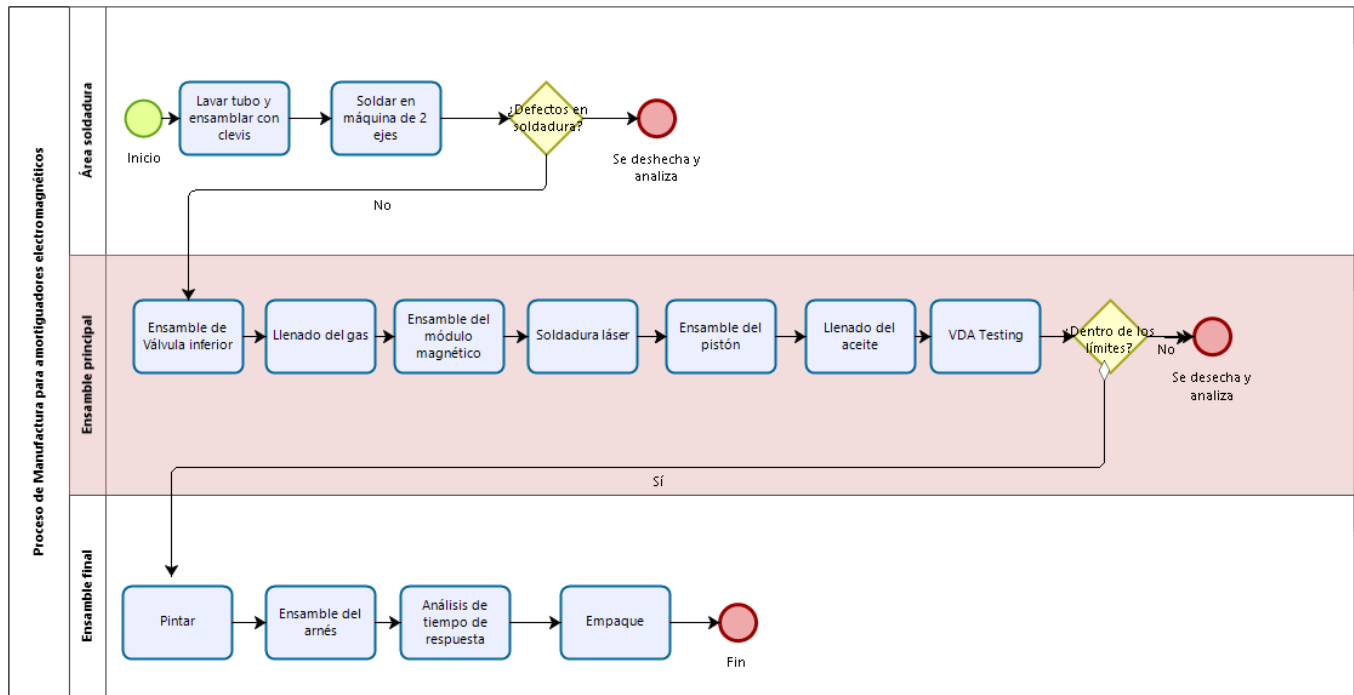 Proceso de Manufactura para amortiguadores electromagnéticos
Área soldadura
Inicio
Lavar tubo y
ensamblar con
clevis
Soldar en
máquina de 2
ejes
¿Defectos en
soldadura?
Se deshecha y
analiza
No
Ensamble principal
Ensamble de
Válvula inferior
Llenado del gas
Ensamble del
módulo
magnético
Soldadura láser
Ensamble del
pistón
Llenado del
aceite
VDA Testing
¿Dentro de los
límites?
No
Se desecha y
analiza
Sí
Ensamble final
Pintar
Ensamble del
arnés
Análisis de
tiempo de
respuesta
Empaque
Fin